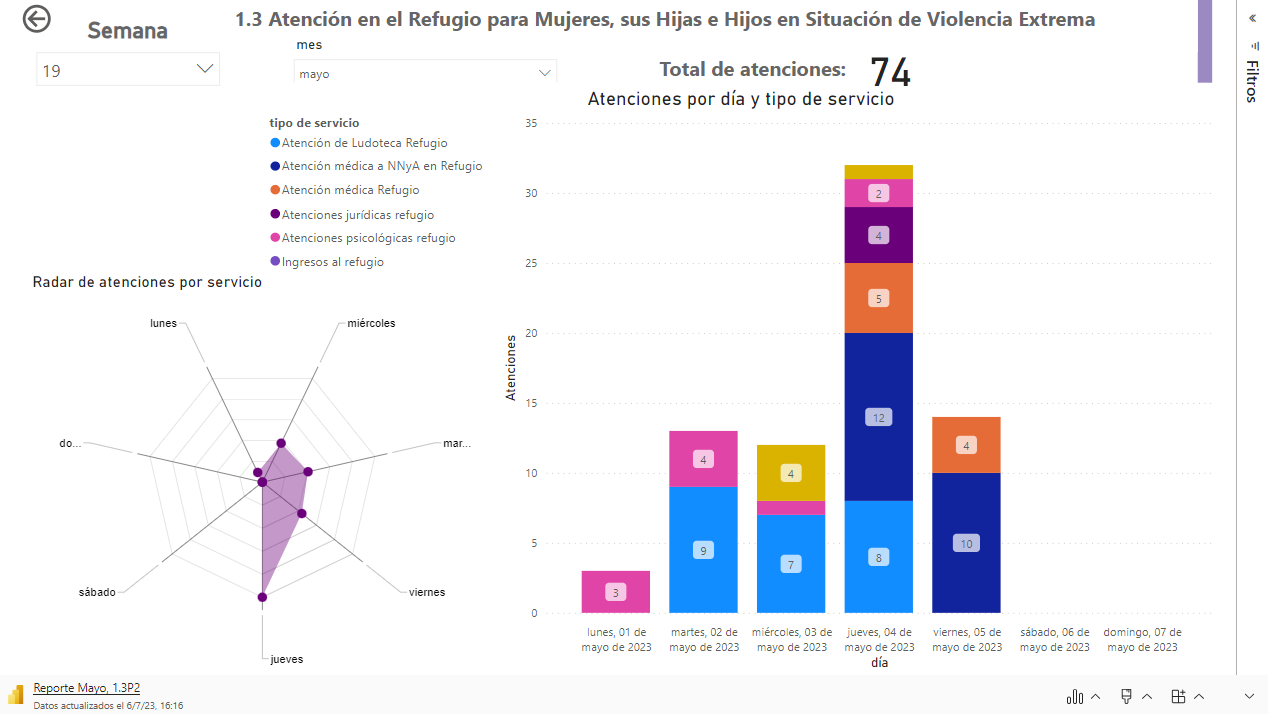 1.3 Atención en el Refugio para Mujeres, sus Hijas e Hijos en Situación de Violencia Extrema
Semana
19
mes
mayo
Total de atenciones:
74
Filtros
Atenciones por día y tipo de servicio
tipo de servicio
Atención de Ludoteca Refugio
Atención médica a NNyA en Refugio
Atención médica Refugio
Atenciones jurídicas refugio
Atenciones psicológicas refugio
Ingresos al refugio
Radar de atenciones por servicio
lunes
miércoles
do...
mar...
sábado
viernes
jueves
Atenciones
35
30
25
20
15
10
5
0
3
4
9
4
7
2
4
5
12
8
4
10
lunes, 01 de
mayo de 2023
martes, 02 de
mayo de 2023
miércoles, 03 de
mayo de 2023
jueves, 04 de
mayo de 2023
viernes, 05 de
mayo de 2023
sábado, 06 de
mayo de 2023
domingo, 07 de
mayo de 2023
día
Reporte Mayo, 1.3P2
Datos actualizados el 6/7/23, 16:16